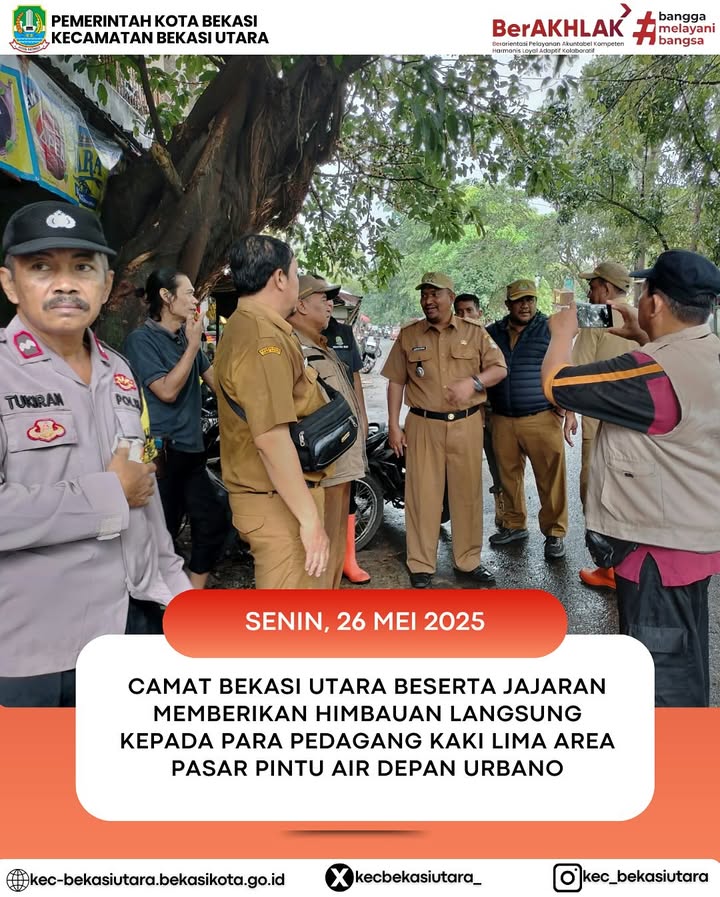 PEMERINTAH KOTA BEKASI
KECAMATAN BEKASI UTARA
BerAKHLAK
Berorientasi Pelayanan Akuntabel Kompeten
Harmonis Loyal Adaptif Kolaboratif
#bangga
melayani
bangsa
TUKIRAN
SENIN, 26 MEI 2025
CAMAT BEKASI UTARA BESERTA JAJARAN
MEMBERIKAN HIMBAUAN LANGSUNG
KEPADA PARA PEDAGANG KAKI LIMA AREA
PASAR PINTU AIR DEPAN URBANO
kec-bekasiutara.bekasikota.go.id
kecbekasiutara_
kec_bekasiutara